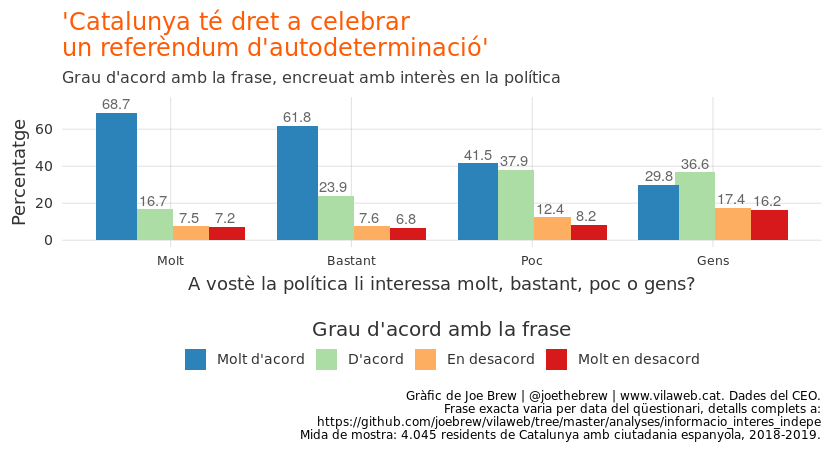 'Catalunya té dret a celebrar
un referèndum d'autodeterminació'
Grau d'acord amb la frase, encreuat amb interès en la política
Percentatge
60
40
20
0
68.7
16.7
7.5
7.2
61.8
23.9
7.6
6.8
41.5
37.9
12.4
8.2
29.8
36.6
17.4
16.2
Molt
Bastant
Poc
Gens
A vostè la política li interessa molt, bastant, poc o gens?
Grau d'acord amb la frase
Molt d'acord
D'acord
En desacord
Molt en desacord
Gràfic de Joe Brew | @joethebrew | www.vilaweb.cat. Dades del CEO.
Frase exacta varia per data del qüestionari, detalls complets a:
https://github.com/joebrew/vilaweb/tree/master/analyses/informacio_interes_indepe
Mida de mostra: 4.045 residents de Catalunya amb ciutadania espanyola, 2018-2019.